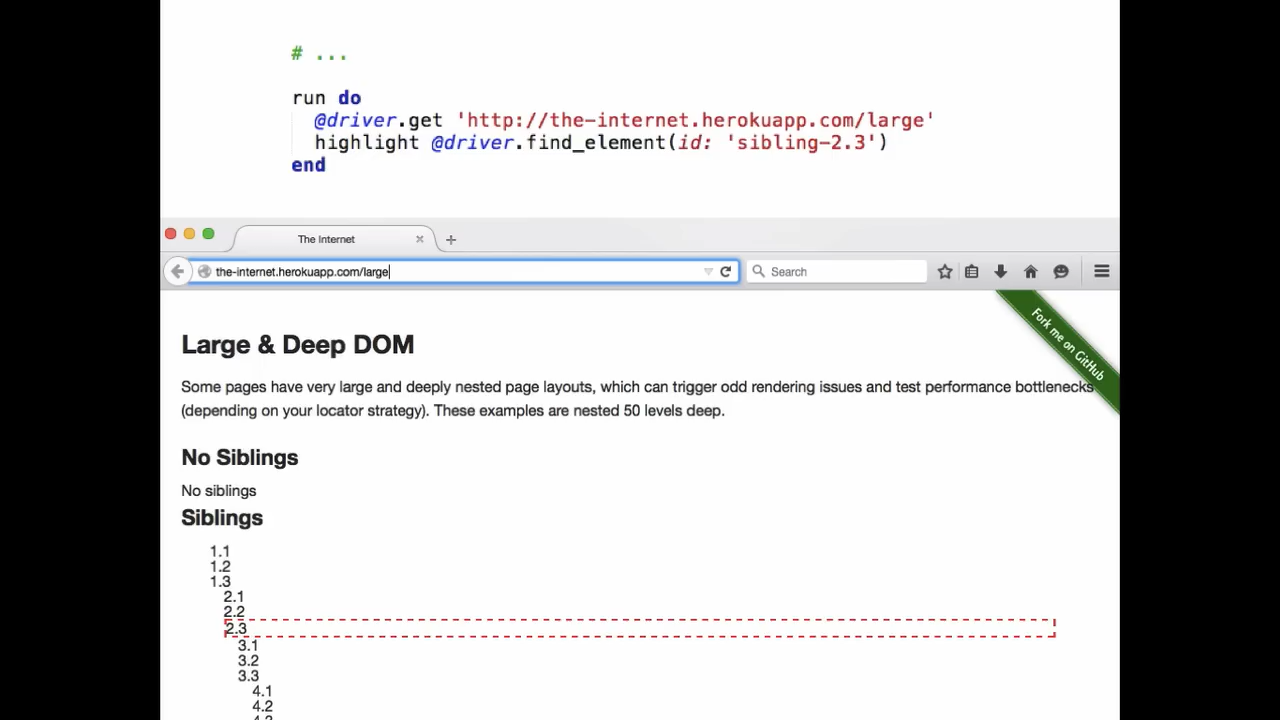 # ...
run do
@driver.get 'http://the-internet.herokuapp.com/large'
highlight @driver.find_element(id: 'sibling-2.3')
end
The Internet
the-internet.herokuapp.com/large
Search
Fork me on GitHub
Large & Deep DOM
Some pages have very large and deeply nested page layouts, which can trigger odd rendering issues and test performance bottlenecks
(depending on your locator strategy). These examples are nested 50 levels deep.
No Siblings
No siblings
Siblings
1.1
1.2
1.3
2.1
2.2
2.3
3.1
3.2
3.3
4.1
4.2